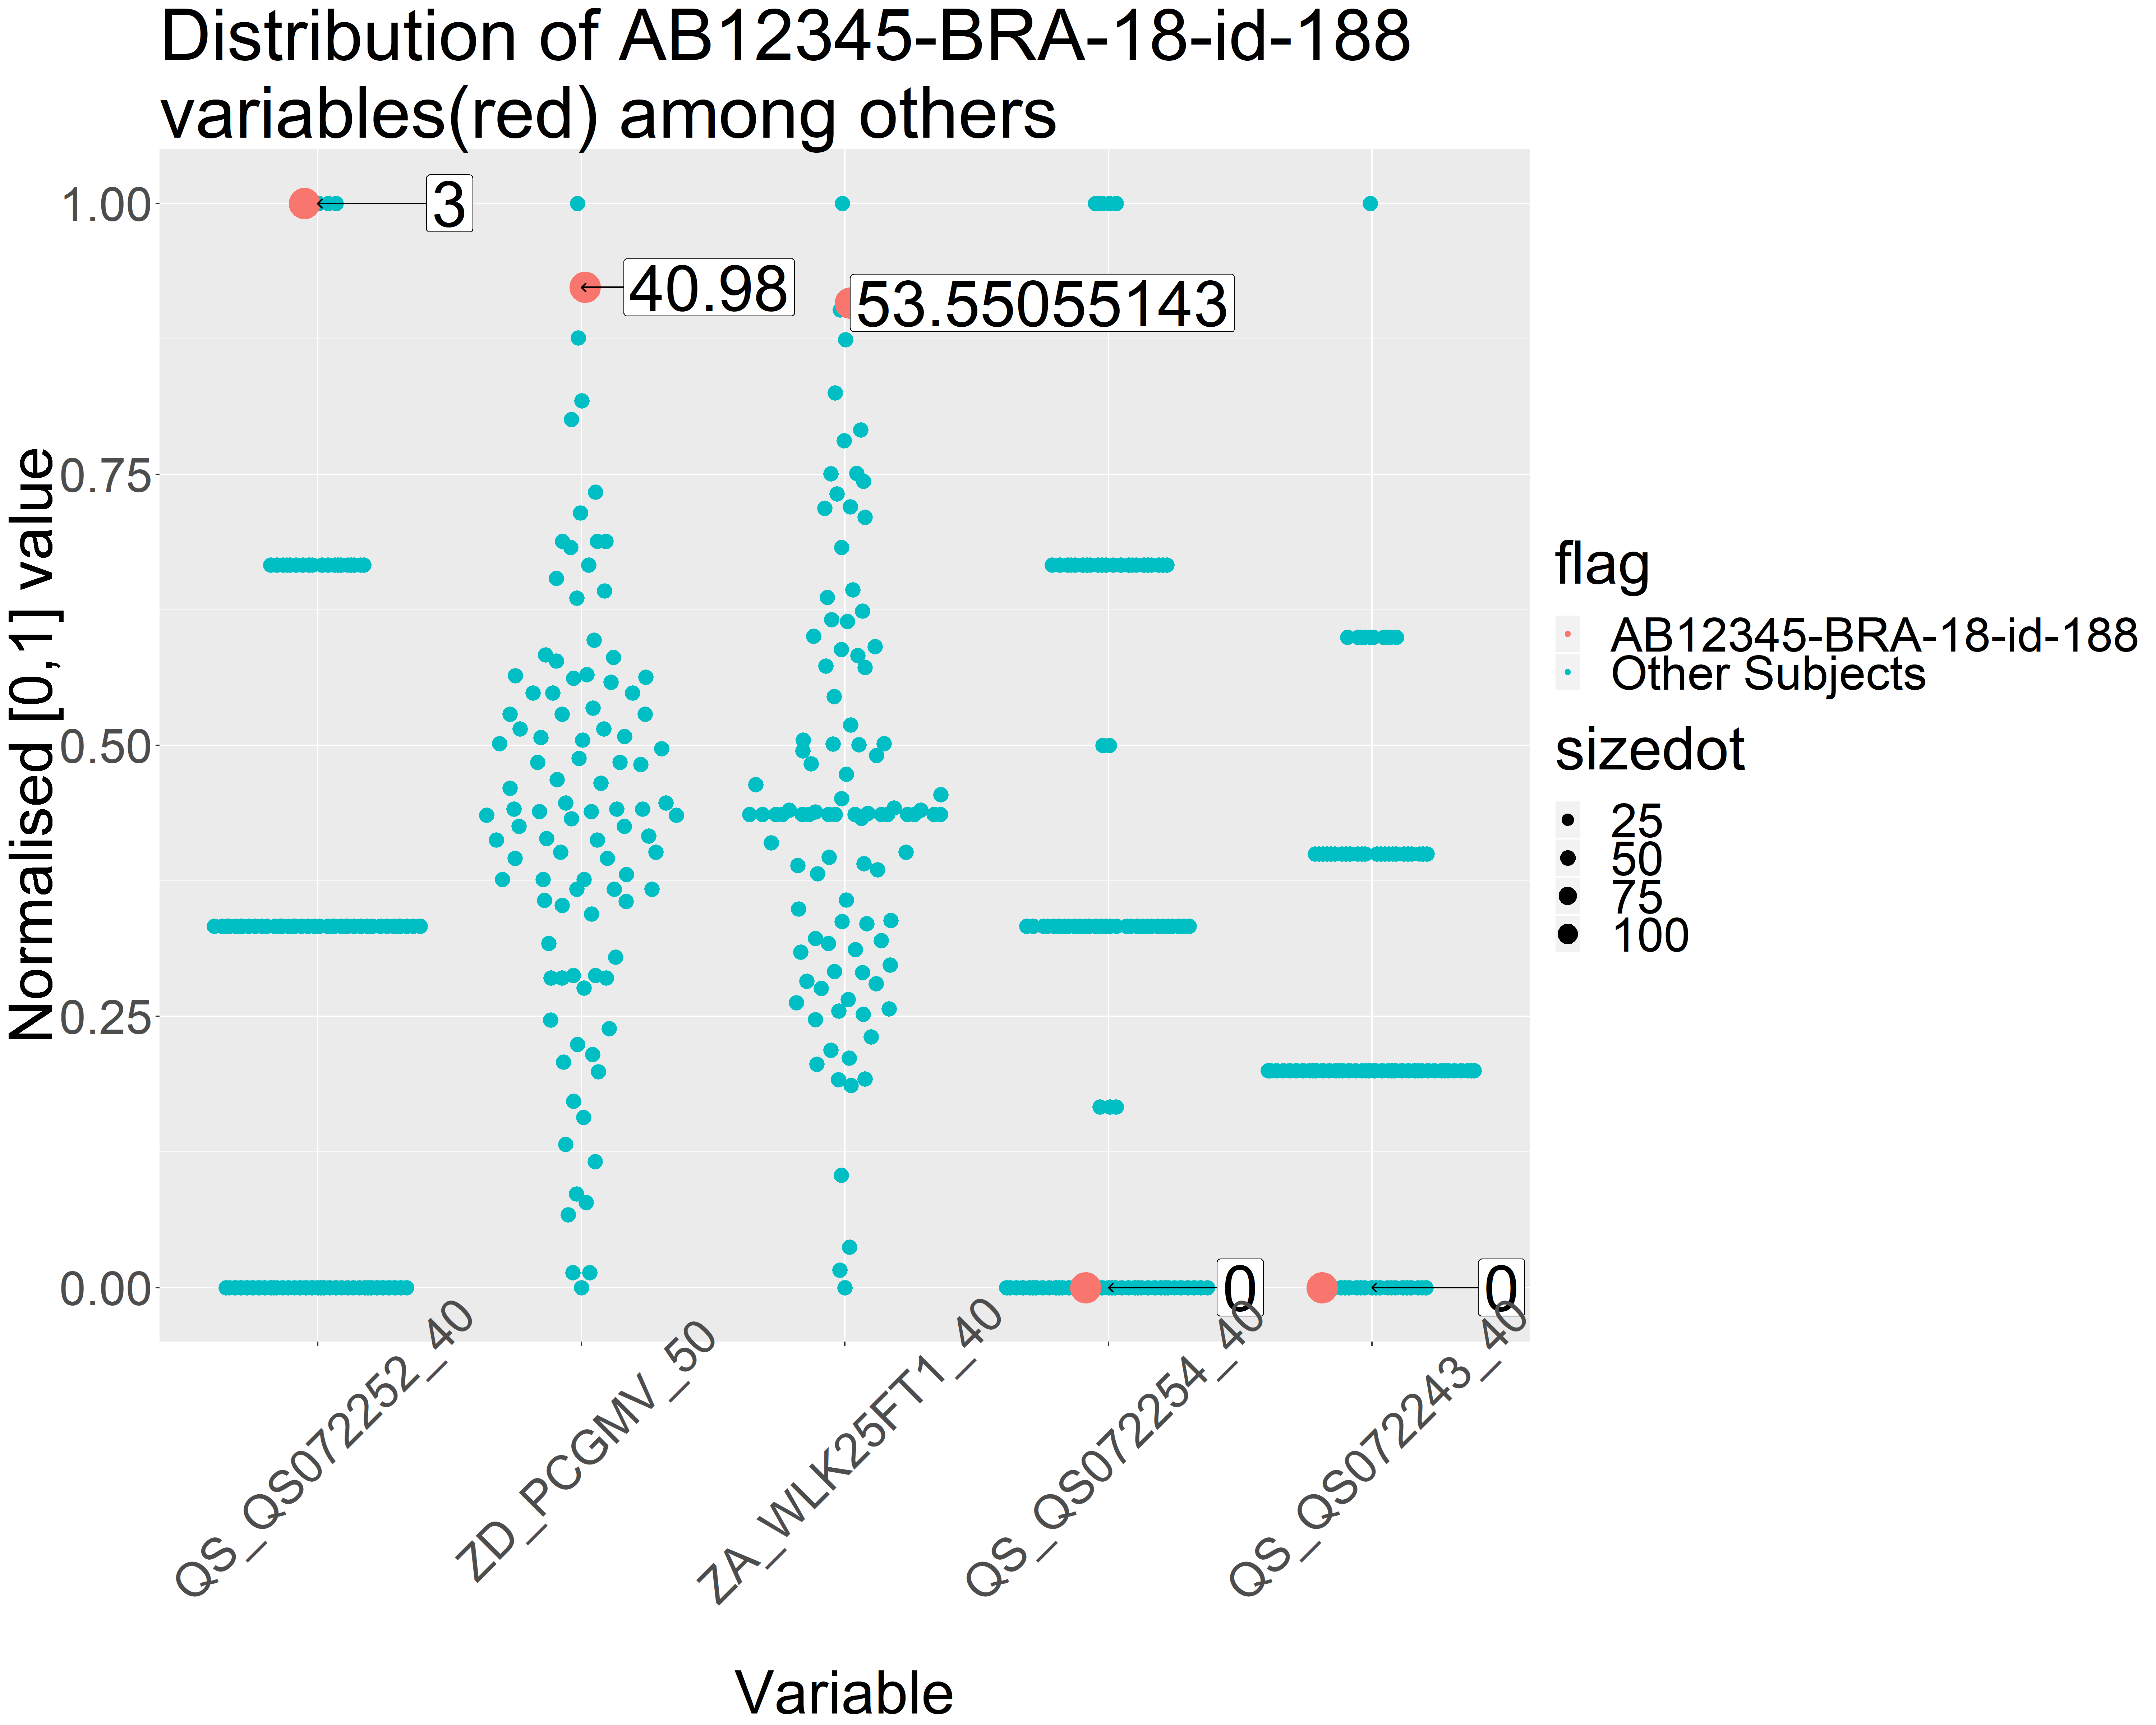 Distribution of AB12345-BRA-18-id-188
variables(red) among others
Normalised [0,1] value
1.00
0.75
0.50
0.25
0.00
3
40.98
53.55055143
0
0
QS_QS072252_40
ZD_PCGMV_50
ZA_WLK25FT1_40
QS_QS072254_40
QS_QS072243_40
Variable
flag
AB12345-BRA-18-id-188
Other Subjects
sizedot
25
50
75
100